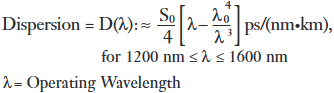 Dispersion = D(λ):≈ S₀/4 [λ − λ₀⁴/λ³] ps/(nm•km),
for 1200 nm ≤ λ ≤ 1600 nm
λ = Operating Wavelength